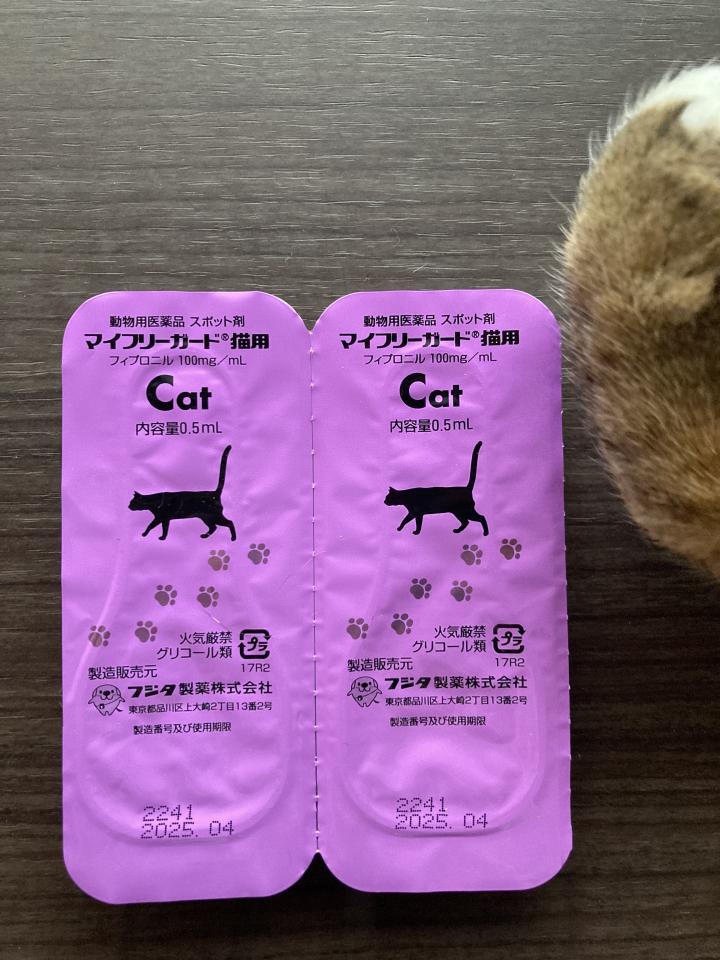 動物用医薬品 スポット剤
マイフリーガード®猫用
フィプロニル 100mg／mL
Cat
内容量0.5mL
火気厳禁
グリコール類
プラ
17R2
製造販売元
フジタ製薬株式会社
東京都品川区上大崎2丁目13番2号
製造番号及び使用期限
2241
2025. 04
動物用医薬品 スポット剤
マイフリーガード®猫用
フィプロニル 100mg／mL
Cat
内容量0.5mL
火気厳禁
グリコール類
プラ
17R2
製造販売元
フジタ製薬株式会社
東京都品川区上大崎2丁目13番2号
製造番号及び使用期限
2241
2025. 04